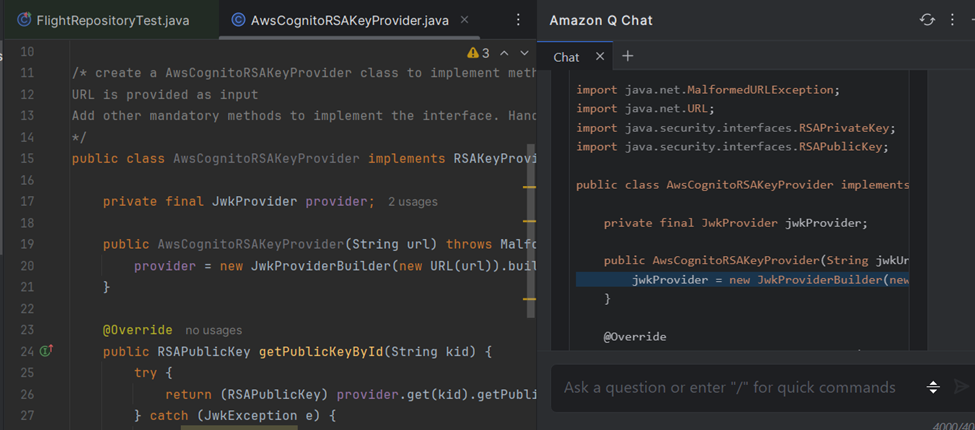 FlightRepositoryTest.java
AwsCognitoRSAKeyProvider.java
3
10
11 /* create a AwsCognitoRSAKeyProvider class to implement meth
12 URL is provided as input
13 Add other mandatory methods to implement the interface. Hand
14 */
15 public class AwsCognitoRSAKeyProvider implements RSAKeyProvi
16
17 private final JwkProvider provider; 2 usages
18
19 public AwsCognitoRSAKeyProvider(String url) throws Malfo
20 provider = new JwkProviderBuilder(new URL(url)).buil
21 }
22
23 @Override no usages
24 public RSAPublicKey getPublicKeyById(String kid) {
25 try {
26 return (RSAPublicKey) provider.get(kid).getPubli
27 } catch (JwkException e) {
Amazon Q Chat
Chat
import java.net.MalformedURLException;
import java.net.URL;
import java.security.interfaces.RSAPrivateKey;
import java.security.interfaces.RSAPublicKey;
public class AwsCognitoRSAKeyProvider implements
private final JwkProvider jwkProvider;
public AwsCognitoRSAKeyProvider(String jwkUr
jwkProvider = new JwkProviderBuilder(new
}
@Override
Ask a question or enter "/" for quick commands
4000/40